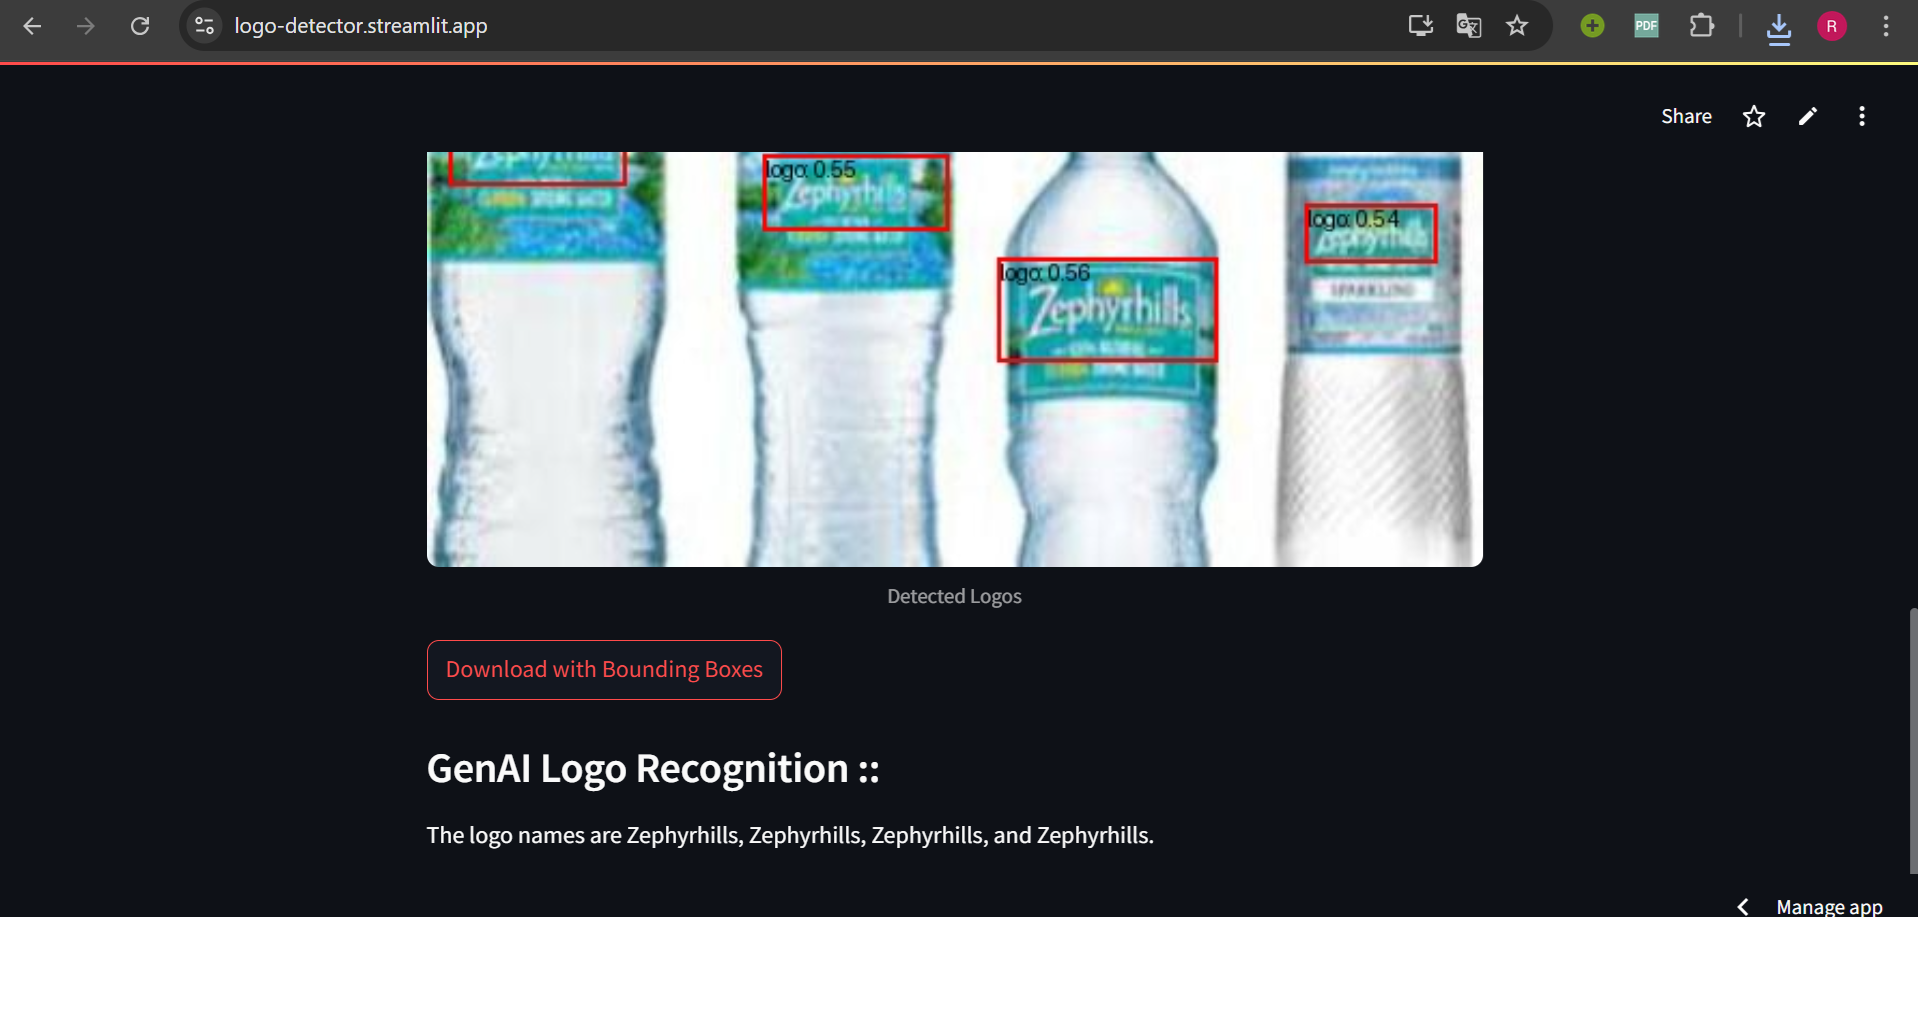 logo-detector.streamlit.app
PDF
R
Share
Zephyrhills
logo: 0.55
Zephyrhills
logo: 0.56
Zephyrhills
logo: 0.54
Zephyrhills
SPARKLING
Detected Logos
Download with Bounding Boxes
GenAI Logo Recognition ::
The logo names are Zephyrhills, Zephyrhills, Zephyrhills, and Zephyrhills.
Manage app